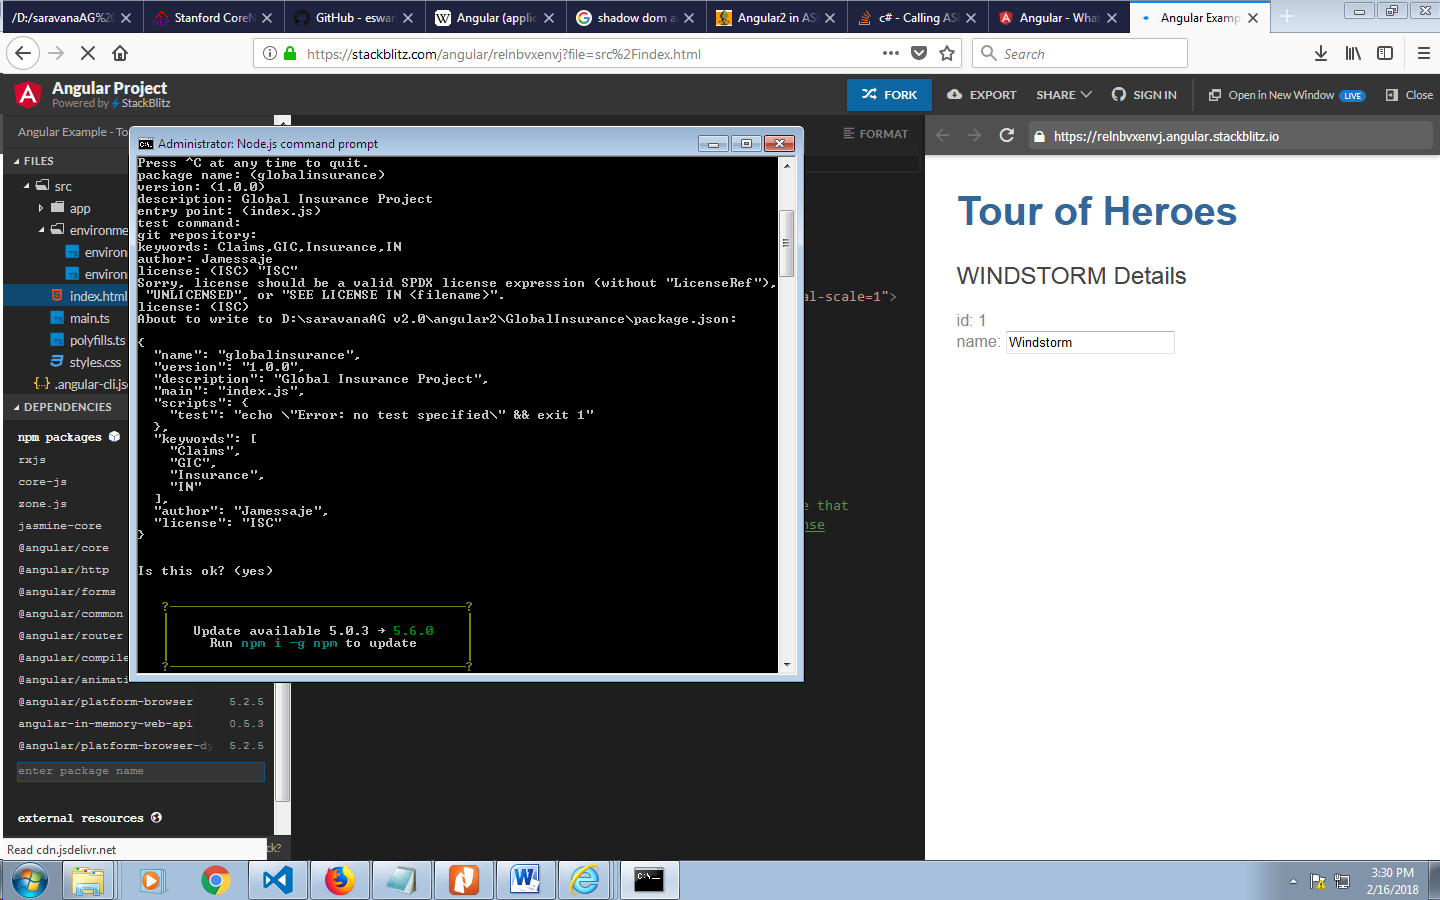 /D:/saravanaAG%20
Stanford CoreN
GitHub - eswar
Angular (applic
shadow dom an
Angular2 in ASP
c# - Calling ASP
Angular - What
Angular Examp
https://stackblitz.com/angular/relnbvxenvj?file=src%2Findex.html
Search
Angular Project
Powered by StackBlitz
FORK
EXPORT
SHARE
SIGN IN
Open in New Window LIVE
Close
Angular Example - To
FORMAT
https://relnbvxenvj.angular.stackblitz.io
FILES
src
app
environme
environ
environ
index.html
main.ts
polyfills.ts
styles.css
.angular-cli.js
DEPENDENCIES
npm packages
rxjs
core-js
zone.js
jasmine-core
@angular/core
@angular/http
@angular/forms
@angular/common
@angular/router
@angular/compile
@angular/animati
@angular/platform-browser 5.2.5
angular-in-memory-web-api 0.5.3
@angular/platform-browser-dy 5.2.5
enter package name
external resources
Read cdn.jsdelivr.net
ck?
Administrator: Node.js command prompt
Press ^C at any time to quit.
package name: (globalinsurance)
version: (1.0.0)
description: Global Insurance Project
entry point: (index.js)
test command:
git repository:
keywords: Claims,GIC,Insurance,IN
author: Jamessaje
license: (ISC) "ISC"
Sorry, license should be a valid SPDX license expression (without "LicenseRef"),
"UNLICENSED", or "SEE LICENSE IN <filename>".
license: (ISC)
About to write to D:\saravanaAG v2.0\angular2\GlobalInsurance\package.json:
{
"name": "globalinsurance",
"version": "1.0.0",
"description": "Global Insurance Project",
"main": "index.js",
"scripts": {
"test": "echo \"Error: no test specified\" && exit 1"
},
"keywords": [
"Claims",
"GIC",
"Insurance",
"IN"
],
"author": "Jamessaje",
"license": "ISC"
}
Is this ok? (yes)
Update available 5.0.3 → 5.6.0
Run npm i -g npm to update
al-scale=1">
e that
nse
Tour of Heroes
WINDSTORM Details
id: 1
name: Windstorm
3:30 PM
2/16/2018